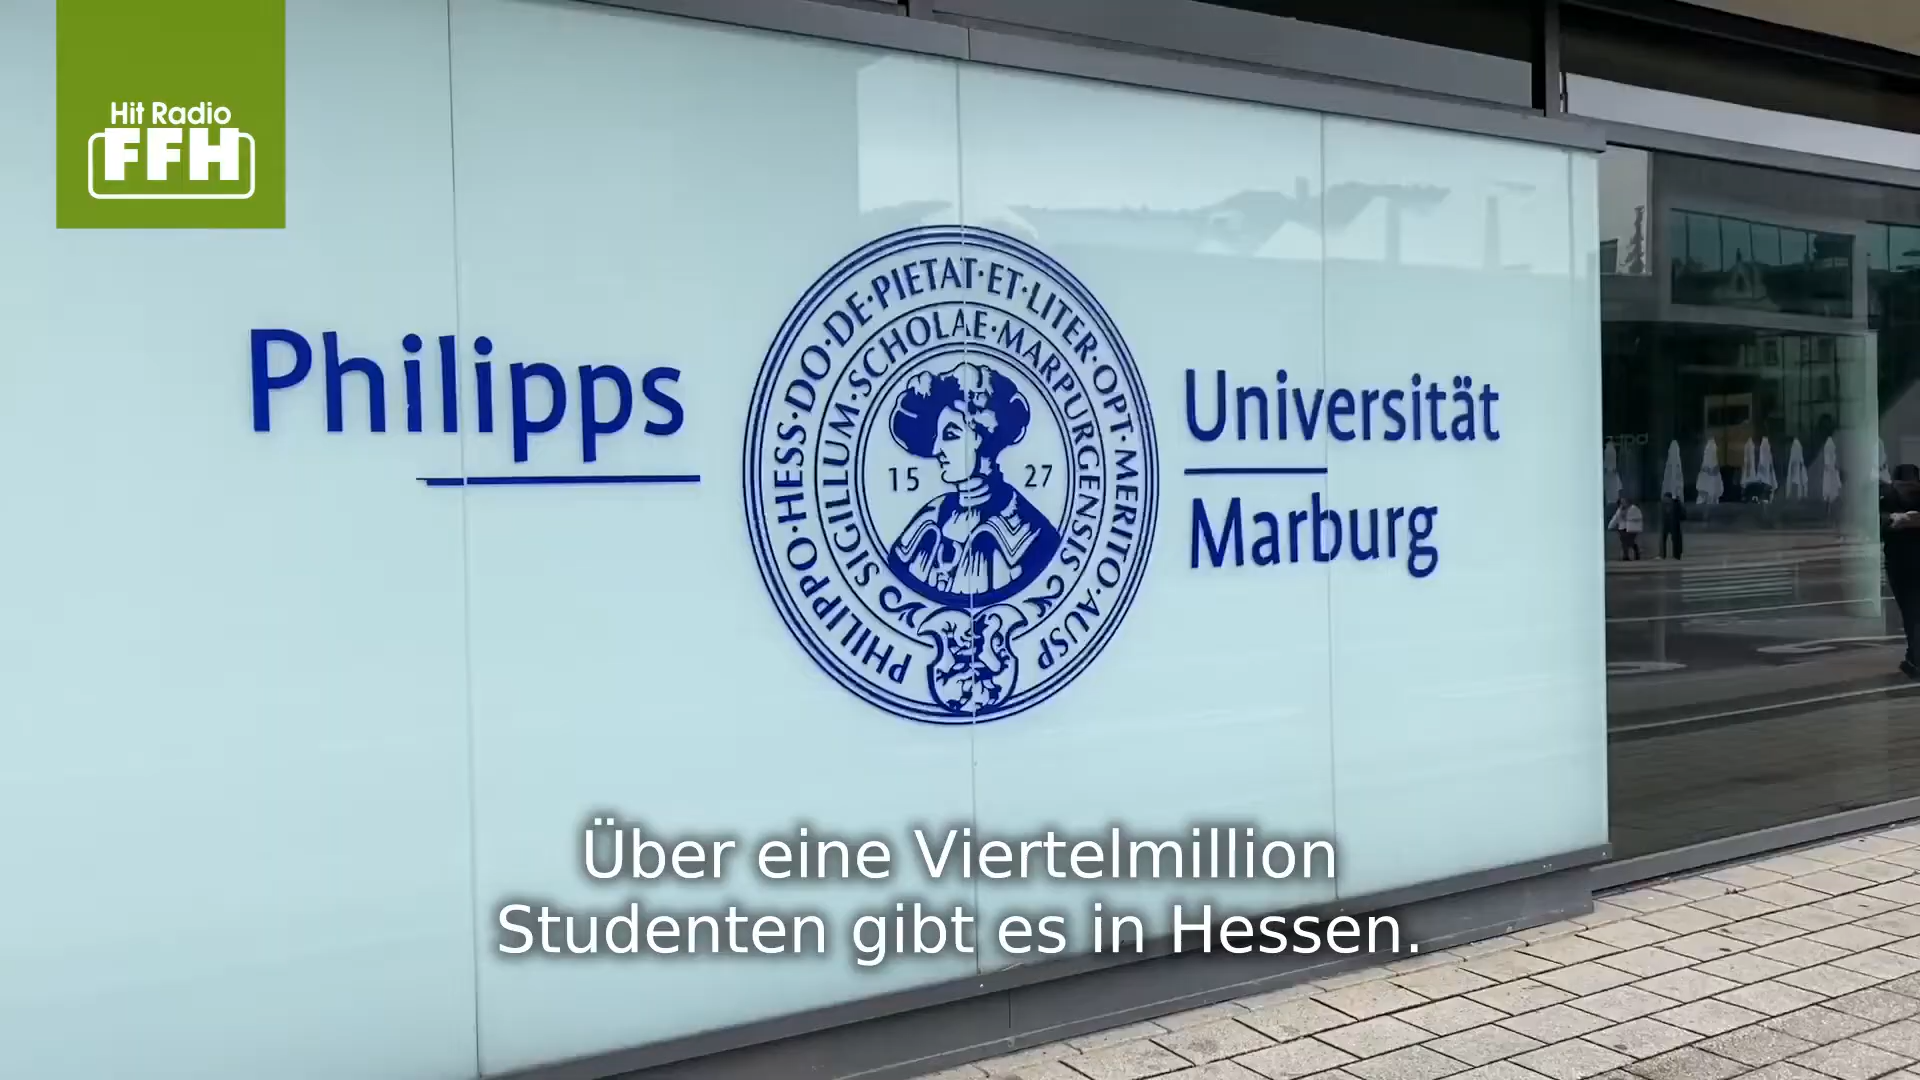 Hit Radio
FFH
Philipps
Universität
Marburg
PHILIPPO·HESS·DO·DE·PIETAT·ET·LITER·OPT·MERITO·AUSP
SIGILLUM·SCHOLAE·MARPURGENSIS
15 27
Über eine Viertelmillion
Studenten gibt es in Hessen.